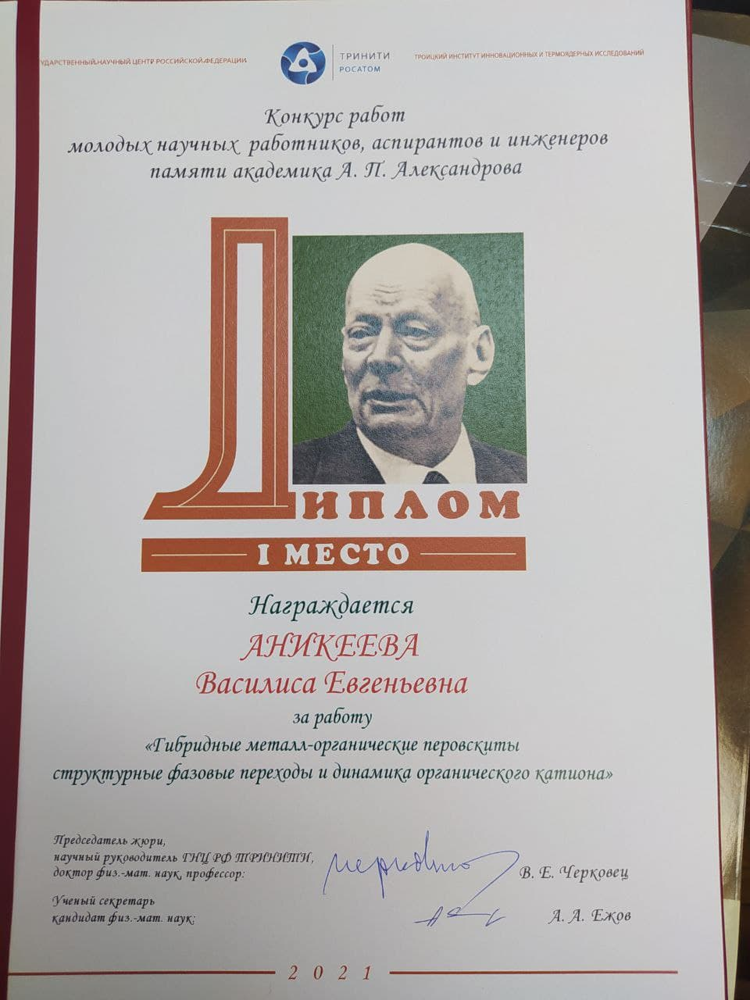 УДАРСТВЕННЫЙ НАУЧНЫЙ ЦЕНТР РОССИЙСКОЙ ФЕДЕРАЦИИ
ТРИНИТИ
РОСАТОМ
ТРОИЦКИЙ ИНСТИТУТ ИННОВАЦИОННЫХ И ТЕРМОЯДЕРНЫХ ИССЛЕДОВАНИЙ
Конкурс работ
молодых научных работников, аспирантов и инженеров
памяти академика А. П. Александрова
ДИПЛОМ
I МЕСТО
Награждается
АНИКЕЕВА
Василиса Евгеньевна
за работу
«Гибридные металл-органические перовскиты
структурные фазовые переходы и динамика органического катиона»
Председатель жюри,
научный руководитель ГНЦ РФ ТРИНИТИ,
доктор физ.-мат. наук, профессор:
В. Е. Черковец
Ученый секретарь
кандидат физ.-мат. наук:
А. А. Ежов
2021